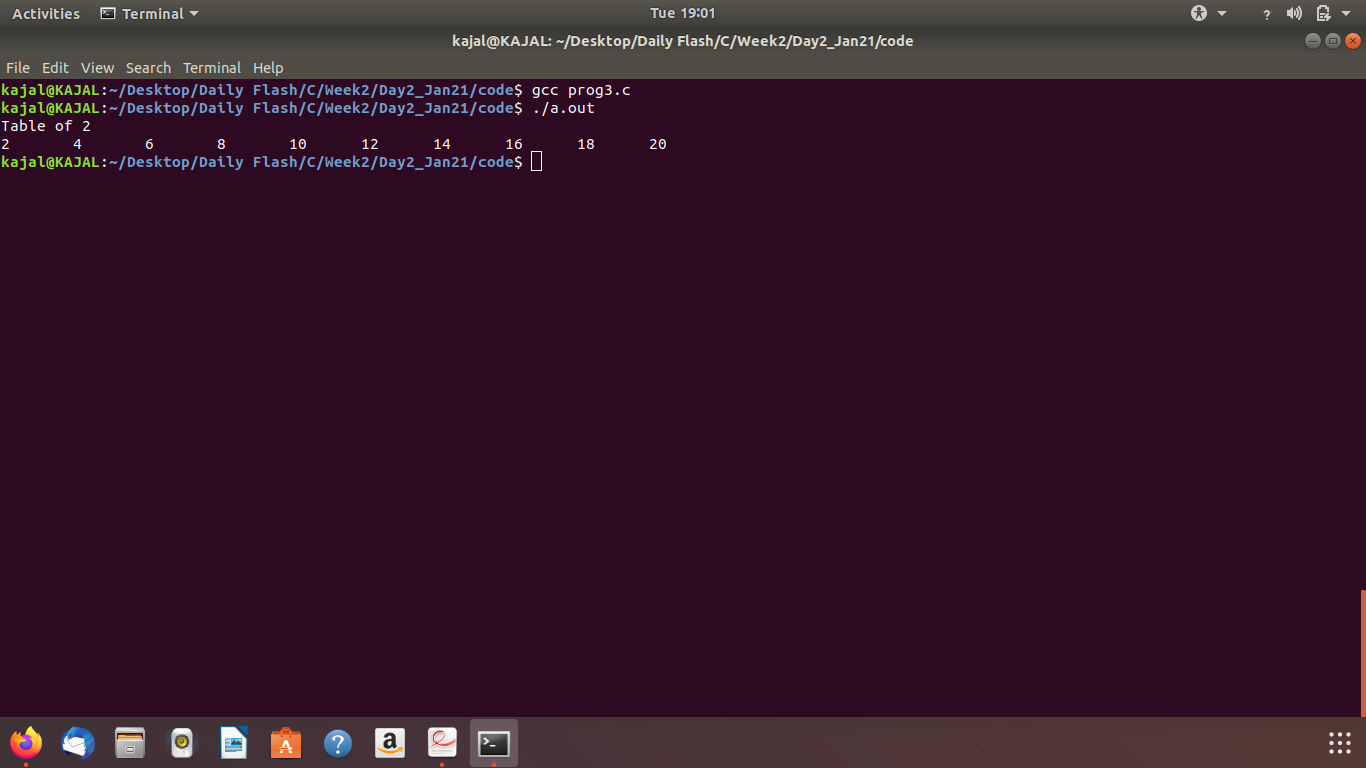 Activities Terminal Tue 19:01 ?
kajal@KAJAL: ~/Desktop/Daily Flash/C/Week2/Day2_Jan21/code
File Edit View Search Terminal Help
kajal@KAJAL:~/Desktop/Daily Flash/C/Week2/Day2_Jan21/code$ gcc prog3.c
kajal@KAJAL:~/Desktop/Daily Flash/C/Week2/Day2_Jan21/code$ ./a.out
Table of 2
2 4 6 8 10 12 14 16 18 20
kajal@KAJAL:~/Desktop/Daily Flash/C/Week2/Day2_Jan21/code$